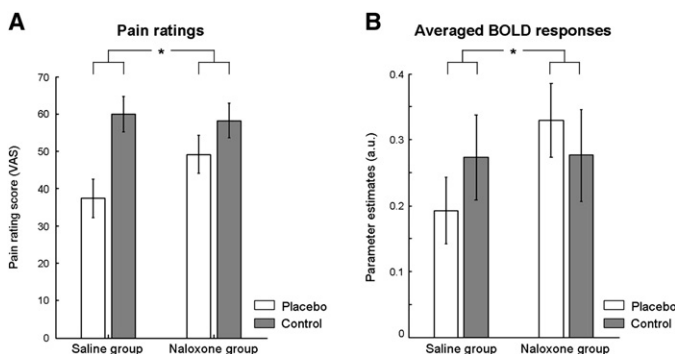 A
Pain ratings
*
Pain rating score (VAS)
70
60
50
40
30
20
10
0
Placebo
Control
Saline group
Naloxone group
B
Averaged BOLD responses
*
Parameter estimates (a.u.)
0.4
0.3
0.2
0.1
0
Placebo
Control
Saline group
Naloxone group